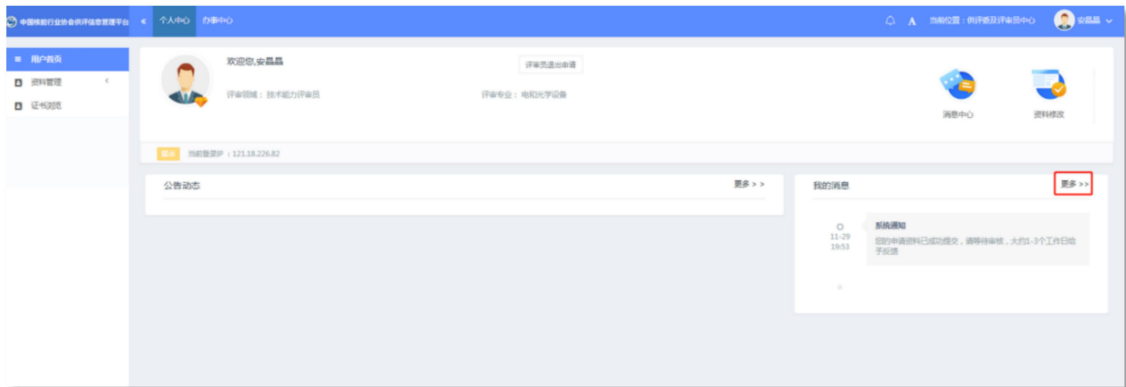 中国核能行业协会供评信息管理平台
个人中心 办事中心
A 当前位置：供评委及评审员中心
安晶晶
用户首页
资料管理
证书浏览
欢迎您,安晶晶
评审员退出申请
评审领域： 技术能力评审员
评审专业： 电和光学设备
消息中心
资料修改
提示 当前登录IP ：121.18.226.82
公告动态
更多 > >
我的消息
更多 >>
11-29
19:53
系统通知
您的申请资料已成功提交，请等待审核，大约1-3个工作日给
予反馈